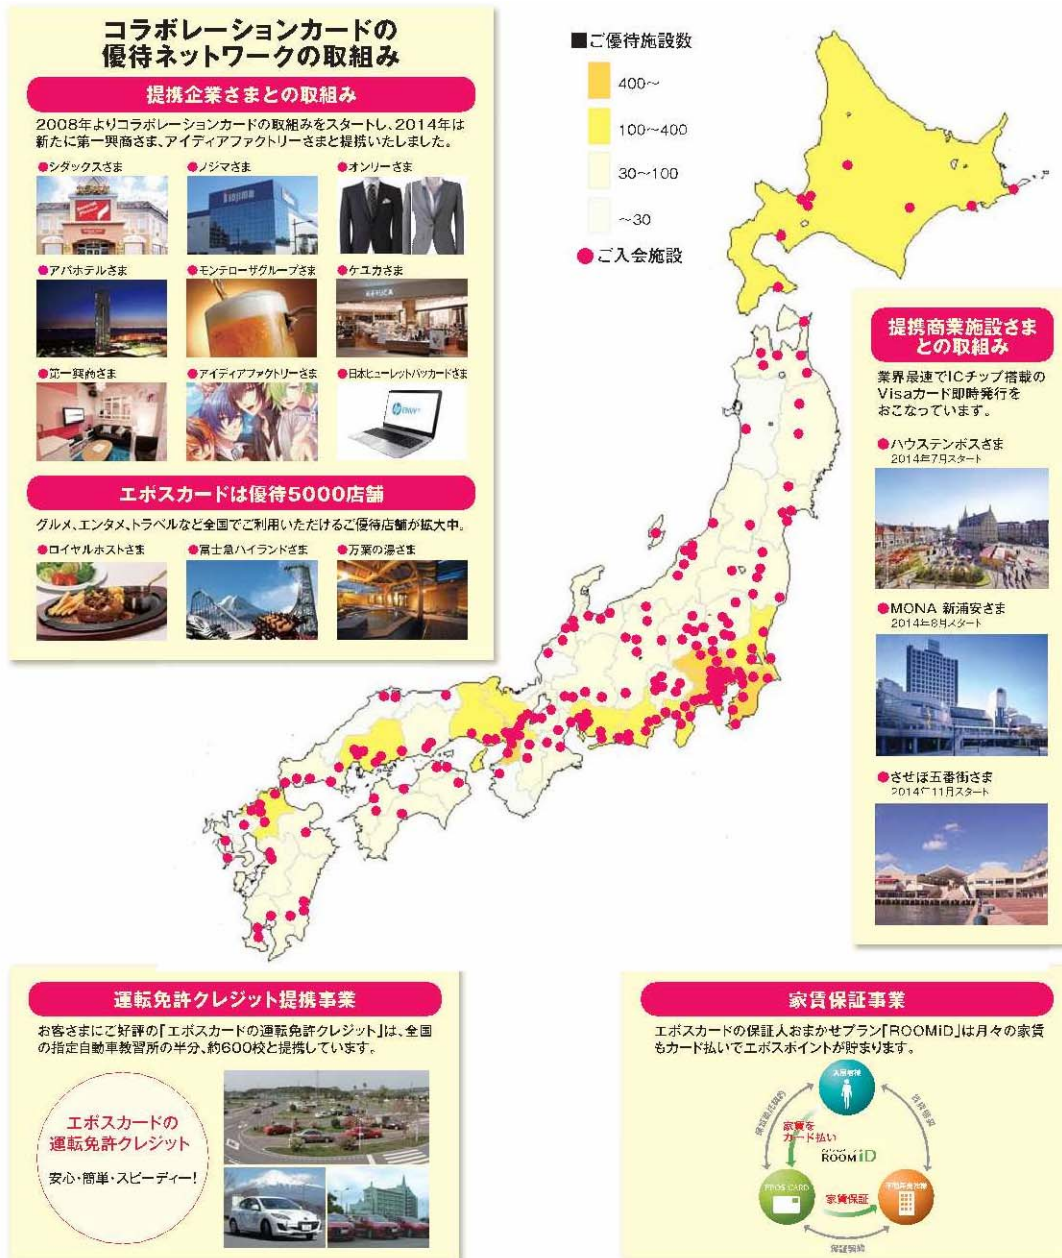 コラボレーションカードの
優待ネットワークの取組み
提携企業さまとの取組み
2008年よりコラボレーションカードの取組みをスタートし、2014年は
新たに第一興商さま、アイディアファクトリーさまと提携いたしました。
●シダックスさま
●ノジマさま
●オンリーさま
●アパホテルさま
●モンテローザグループさま
●ケユカさま
●第一興商さま
●アイディアファクトリーさま
●日本ヒューレットパッカードさま
エポスカードは優待5000店舗
グルメ、エンタメ、トラベルなど全国でご利用いただけるご優待店舗が拡大中。
●ロイヤルホストさま
●富士急ハイランドさま
●万葉の湯さま
■ご優待施設数
400〜
100〜400
30〜100
〜30
●ご入会施設
提携商業施設さま
との取組み
業界最速でICチップ搭載の
Visaカード即時発行を
おこなっています。
●ハウステンボスさま
2014年7月スタート
●MONA 新浦安さま
2014年8月スタート
●させぼ五番街さま
2014年11月スタート
運転免許クレジット提携事業
お客さまにご好評の「エポスカードの運転免許クレジット」は、全国
の指定自動車教習所の半分、約600校と提携しています。
エポスカードの
運転免許クレジット
安心・簡単・スピーディー!
家賃保証事業
エポスカードの保証人おまかせプラン「ROOMiD」は月々の家賃
もカード払いでエポスポイントが貯まります。
家賃を
カード払い
ROOMiD
EPOS CARD
家賃保証